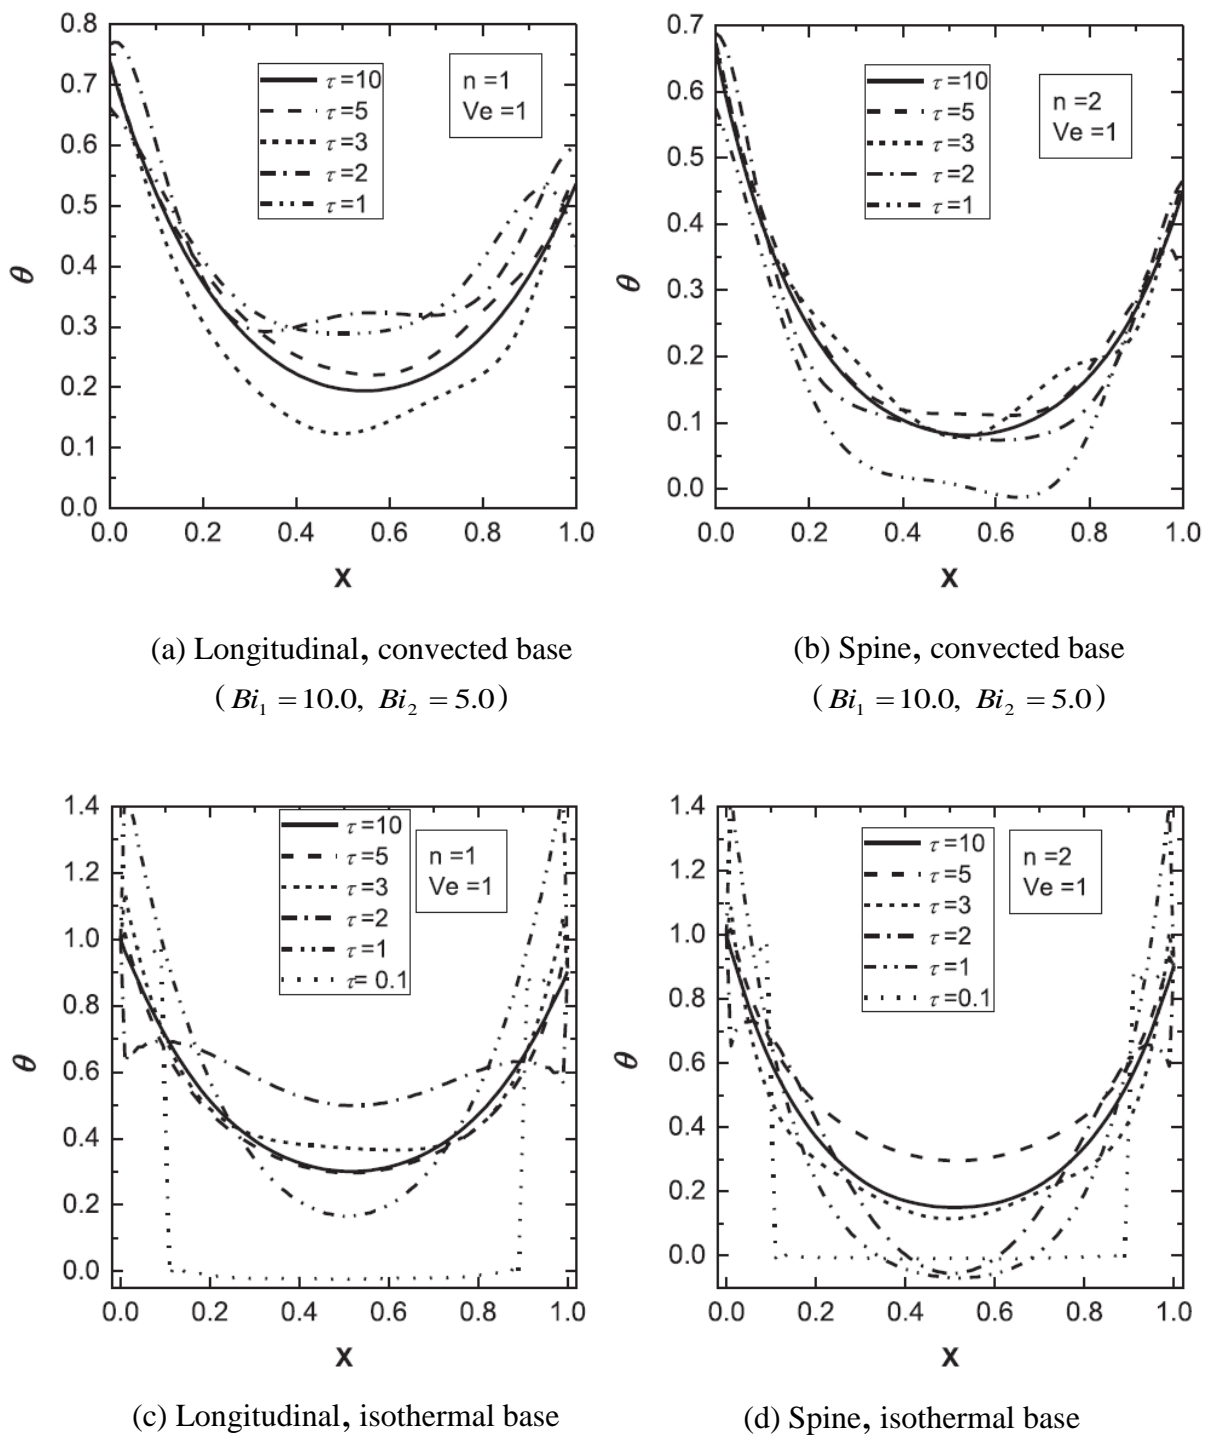 0.8
0.7
0.6
0.5
0.4
0.3
0.2
0.1
0.0
θ
0.0 0.2 0.4 0.6 0.8 1.0
X
τ=10
τ=5
τ=3
τ=2
τ=1
n =1
Ve =1
(a) Longitudinal, convected base
(Bi₁ =10.0, Bi₂ =5.0)
0.7
0.6
0.5
0.4
0.3
0.2
0.1
0.0
θ
0.0 0.2 0.4 0.6 0.8 1.0
X
τ=10
τ=5
τ=3
τ=2
τ=1
n =2
Ve =1
(b) Spine, convected base
(Bi₁ =10.0, Bi₂ =5.0)
1.4
1.2
1.0
0.8
0.6
0.4
0.2
0.0
θ
0.0 0.2 0.4 0.6 0.8 1.0
X
τ=10
τ=5
τ=3
τ=2
τ=1
τ= 0.1
n =1
Ve =1
(c) Longitudinal, isothermal base
1.4
1.2
1.0
0.8
0.6
0.4
0.2
0.0
θ
0.0 0.2 0.4 0.6 0.8 1.0
X
τ=10
τ=5
τ=3
τ=2
τ=1
τ=0.1
n =2
Ve =1
(d) Spine, isothermal base